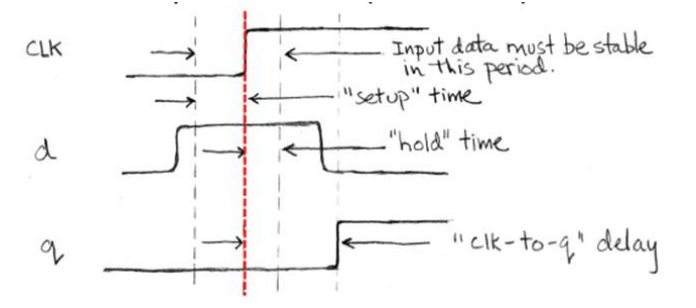 CLK
Input data must be stable
in this period.
"setup" time
d
"hold" time
q
"clk-to-q" delay